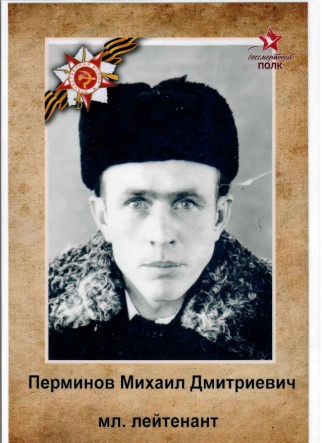 бессмертный
ПОЛК
Перминов Михаил Дмитриевич
мл. лейтенант